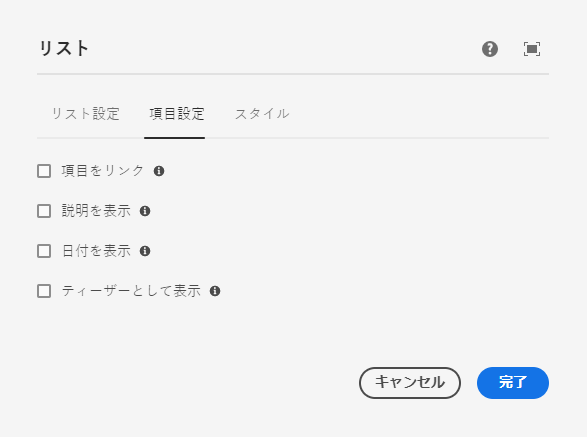 リスト
リスト設定 項目設定 スタイル
項目をリンク
説明を表示
日付を表示
ティーザーとして表示
キャンセル 完了